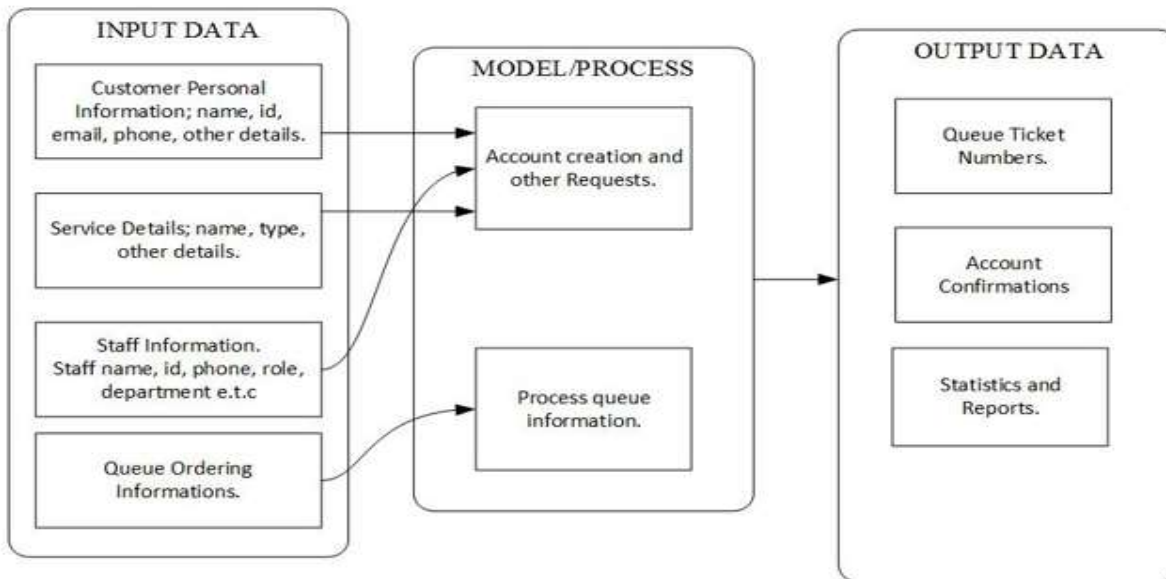 INPUT DATA
Customer Personal
Information; name, id,
email, phone, other details.
Service Details; name, type,
other details.
Staff Information.
Staff name, id, phone, role,
department e.t.c
Queue Ordering
Informations.
MODEL/PROCESS
Account creation and
other Requests.
Process queue
information.
OUTPUT DATA
Queue Ticket
Numbers.
Account
Confirmations
Statistics and
Reports.